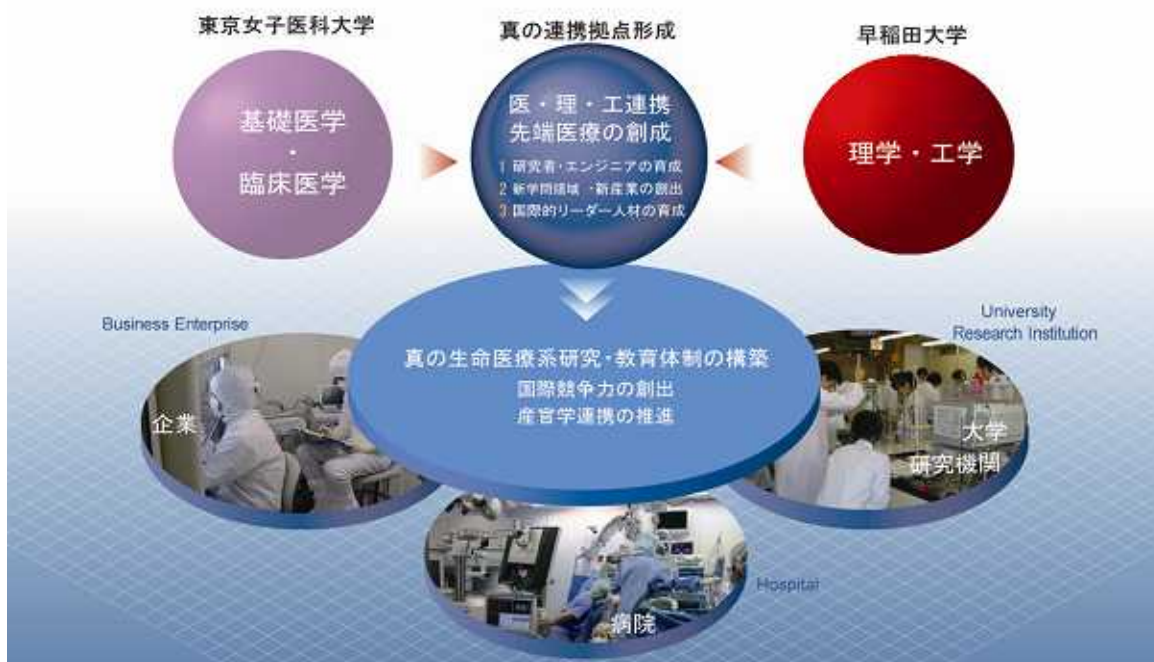 東京女子医科大学
真の連携拠点形成
早稲田大学
基礎医学
・
臨床医学
医・理・工連携
先端医療の創成
1 研究者・エンジニアの育成
2 新学問領域・新産業の創出
3 国際的リーダー人材の育成
理学・工学
Business Enterprise
University
Research Institution
真の生命医療系研究・教育体制の構築
国際競争力の創出
産官学連携の推進
企業
大学
研究機関
Hospital
病院